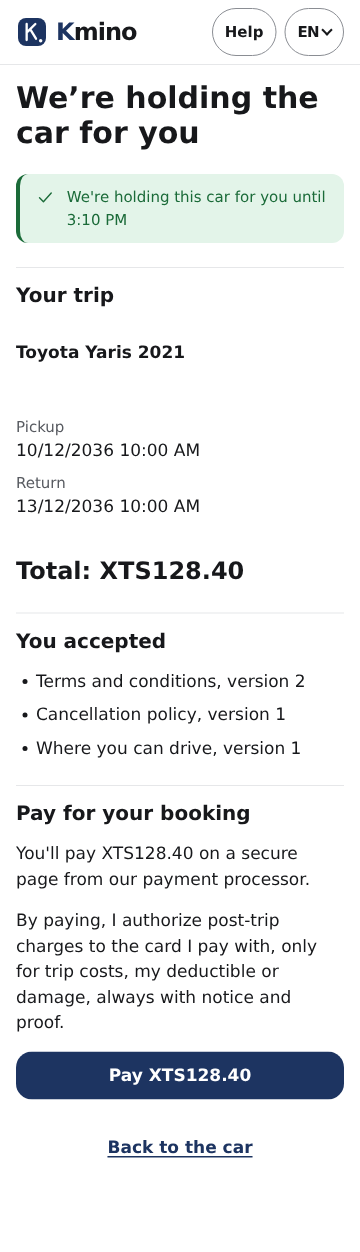 Kmino
Help
EN
We’re holding the
car for you
We're holding this car for you until
3:10 PM
Your trip
Toyota Yaris 2021
Pickup
10/12/2036 10:00 AM
Return
13/12/2036 10:00 AM
Total: XTS128.40
You accepted
• Terms and conditions, version 2
• Cancellation policy, version 1
• Where you can drive, version 1
Pay for your booking
You'll pay XTS128.40 on a secure
page from our payment processor.
By paying, I authorize post-trip
charges to the card I pay with, only
for trip costs, my deductible or
damage, always with notice and
proof.
Pay XTS128.40
Back to the car